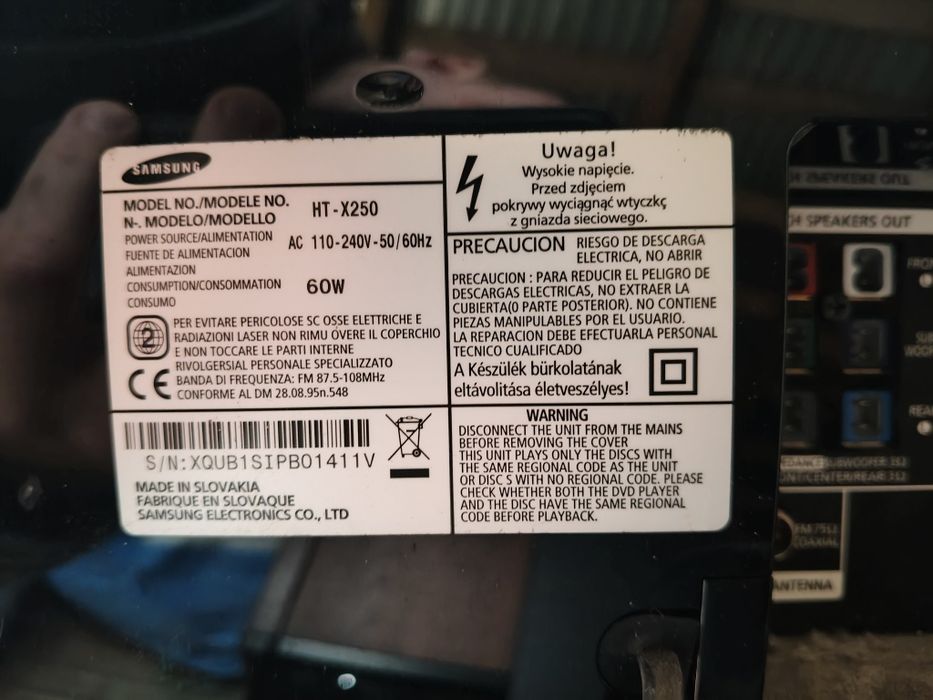 SAMSUNG
MODEL NO./MODELE NO.
N-. MODELO/MODELLO
HT-X250
POWER SOURCE/ALIMENTATION
FUENTE DE ALIMENTACION
ALIMENTAZION
AC 110-240V-50/60Hz
CONSUMPTION/CONSOMMATION
CONSUMO
60W
2
PER EVITARE PERICOLOSE SC OSSE ELETTRICHE E
RADIAZIONI LASER NON RIMU OVERE IL COPERCHIO
E NON TOCCARE LE PARTI INTERNE
RIVOLGERSIAL PERSONALE SPECIALIZZATO
BANDA DI FREQUENZA: FM 87.5-108MHz
CONFORME AL DM 28.08.95n.548
CE
S/N: XQUB1SIPB01411V
MADE IN SLOVAKIA
FABRIQUE EN SLOVAQUE
SAMSUNG ELECTRONICS CO., LTD
Uwaga!
Wysokie napięcie.
Przed zdjęciem
pokrywy wyciągnąć wtyczkę
z gniazda sieciowego.
PRECAUCION
RIESGO DE DESCARGA
ELECTRICA, NO ABRIR
PRECAUCION : PARA REDUCIR EL PELIGRO DE
DESCARGAS ELECTRICAS, NO EXTRAER LA
CUBIERTA(0 PARTE POSTERIOR). NO CONTIENE
PIEZAS MANIPULABLES POR EL USUARIO.
LA REPARACION DEBE EFECTUARLA PERSONAL
TECNICO CUALIFICADO
A Készülék bürkolatának
eltávolitása életveszélyes!
WARNING
DISCONNECT THE UNIT FROM THE MAINS
BEFORE REMOVING THE COVER
THIS UNIT PLAYS ONLY THE DISCS WITH
THE SAME REGIONAL CODE AS THE UNIT
OR DISC S WITH NO REGIONAL CODE. PLEASE
CHECK WHETHER BOTH THE DVD PLAYER
AND THE DISC HAVE THE SAME REGIONAL
CODE BEFORE PLAYBACK.
SPEAKERS OUT
FM 75Ω
COAXIAL
ANTENNA